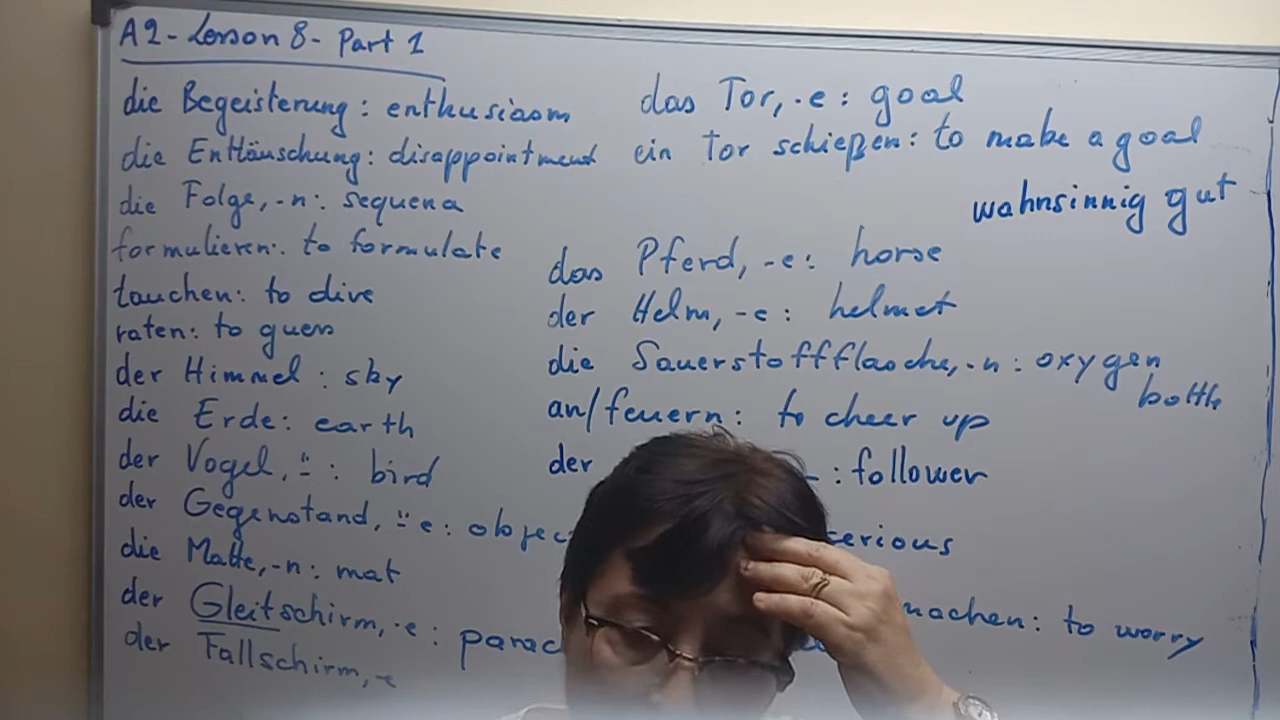 A2 - Lesson 8 - Part 1
die Begeisterung: enthusiasm
die Enttäuschung: disappointment
die Folge, -n: sequence
formulieren: to formulate
tauchen: to dive
raten: to guess
der Himmel: sky
die Erde: earth
der Vogel, ¨-: bird
der Gegenstand, ¨-e: objec
die Matte, -n: mat
der Gleitschirm, -e: parac
der Fallschirm, -e
das Tor, -e: goal
ein Tor schießen: to make a goal
wahnsinnig gut
das Pferd, -e: horse
der Helm, -e: helmet
die Sauerstoffflasche, -n: oxygen
bottle
an/feuern: to cheer up
der : follower
erious
machen: to worry